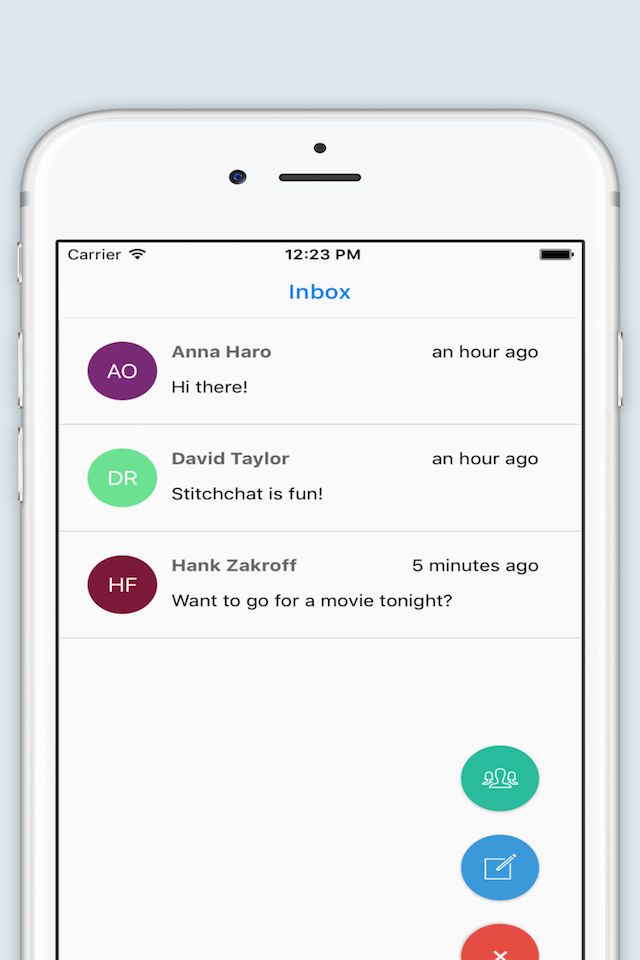 Carrier 12:23 PM
Inbox
AO Anna Haro an hour ago
Hi there!
DR David Taylor an hour ago
Stitchchat is fun!
HF Hank Zakroff 5 minutes ago
Want to go for a movie tonight?